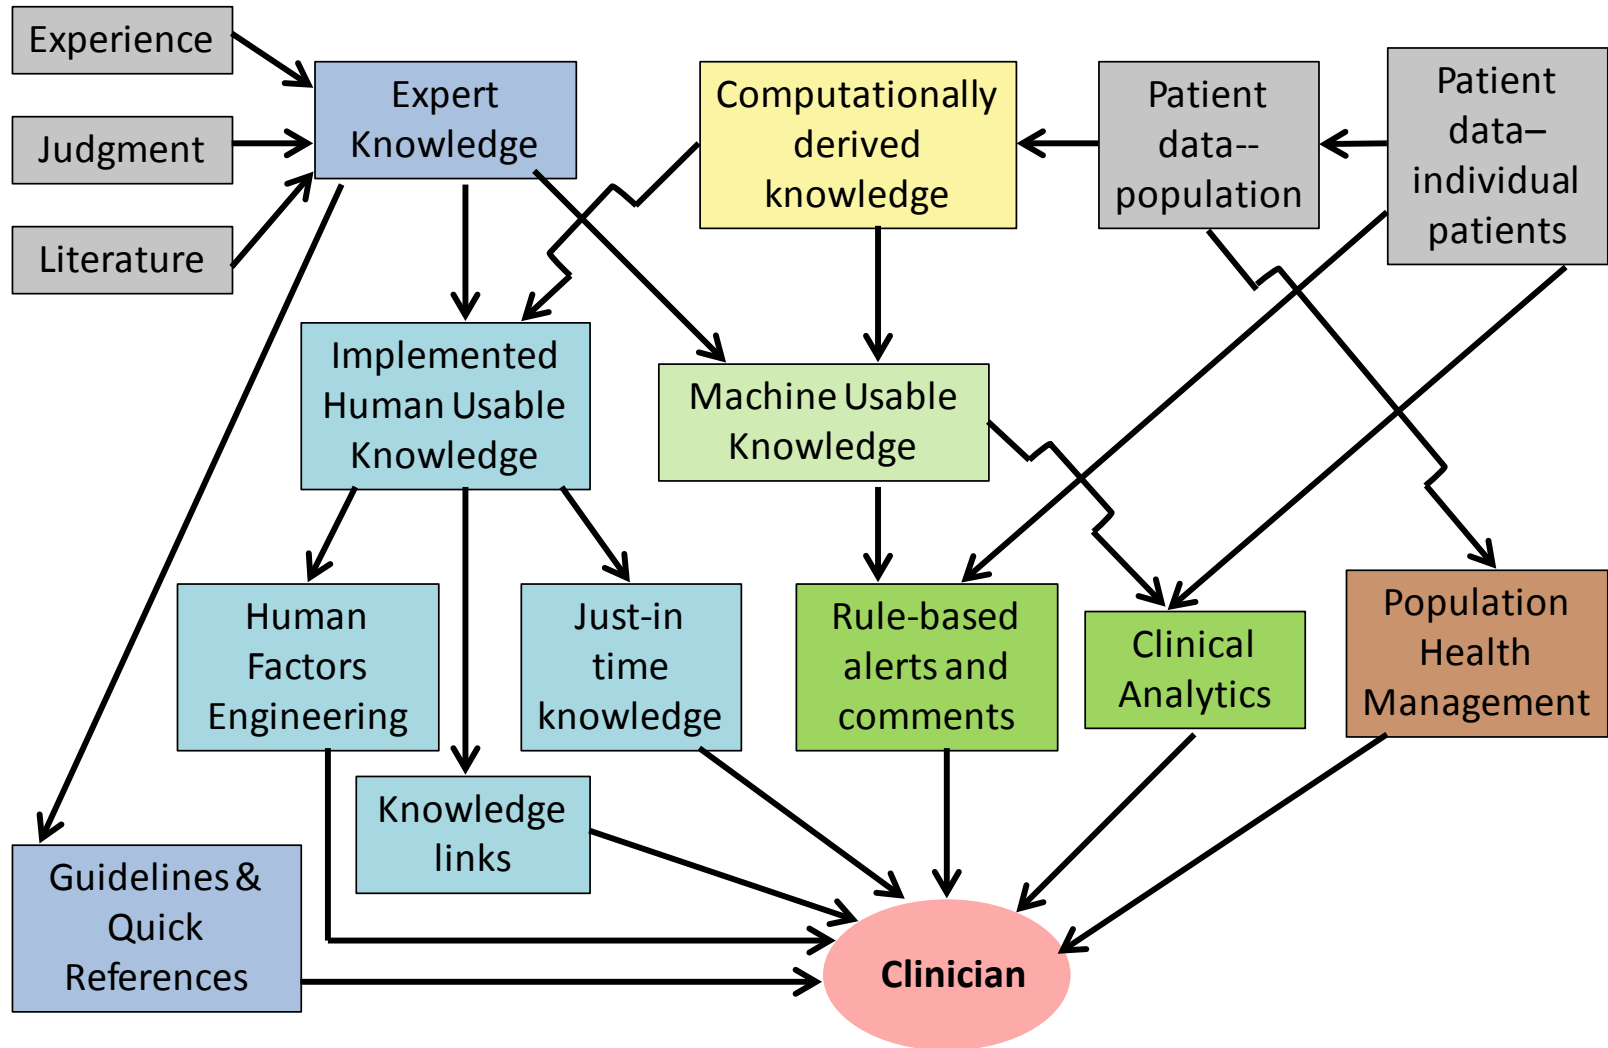 Experience
Judgment
Literature
Expert
Knowledge
Computationally
derived
knowledge
Patient
data--
population
Patient
data–
individual
patients
Implemented
Human Usable
Knowledge
Machine Usable
Knowledge
Human
Factors
Engineering
Just-in
time
knowledge
Rule-based
alerts and
comments
Clinical
Analytics
Population
Health
Management
Knowledge
links
Guidelines &
Quick
References
Clinician